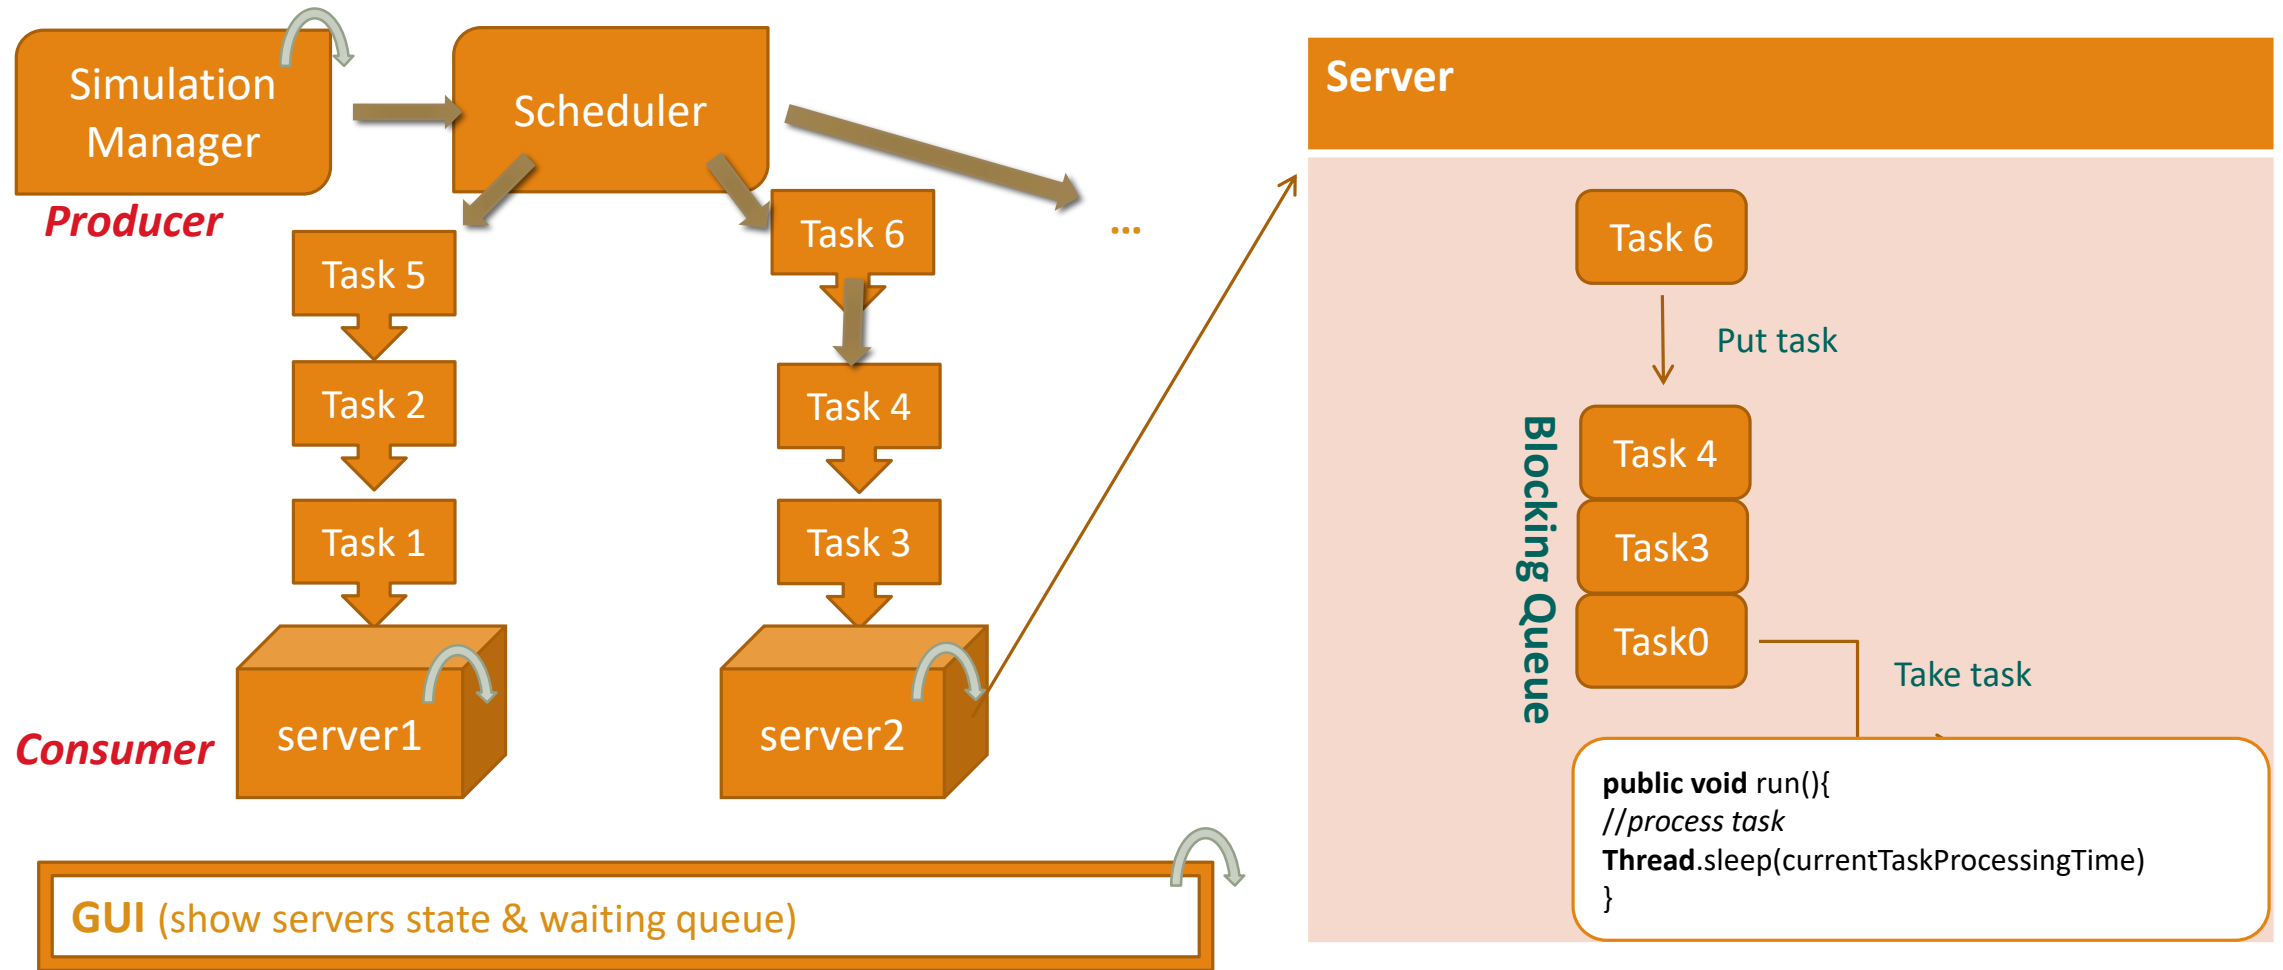 Simulation
Manager
Scheduler
Producer
Task 5
Task 2
Task 1
server1
Task 6
Task 4
Task 3
server2
...
Consumer
GUI (show servers state & waiting queue)
Server
Task 6
Put task
Blocking Queue
Task 4
Task3
Task0
Take task
public void run(){
//process task
Thread.sleep(currentTaskProcessingTime)
}